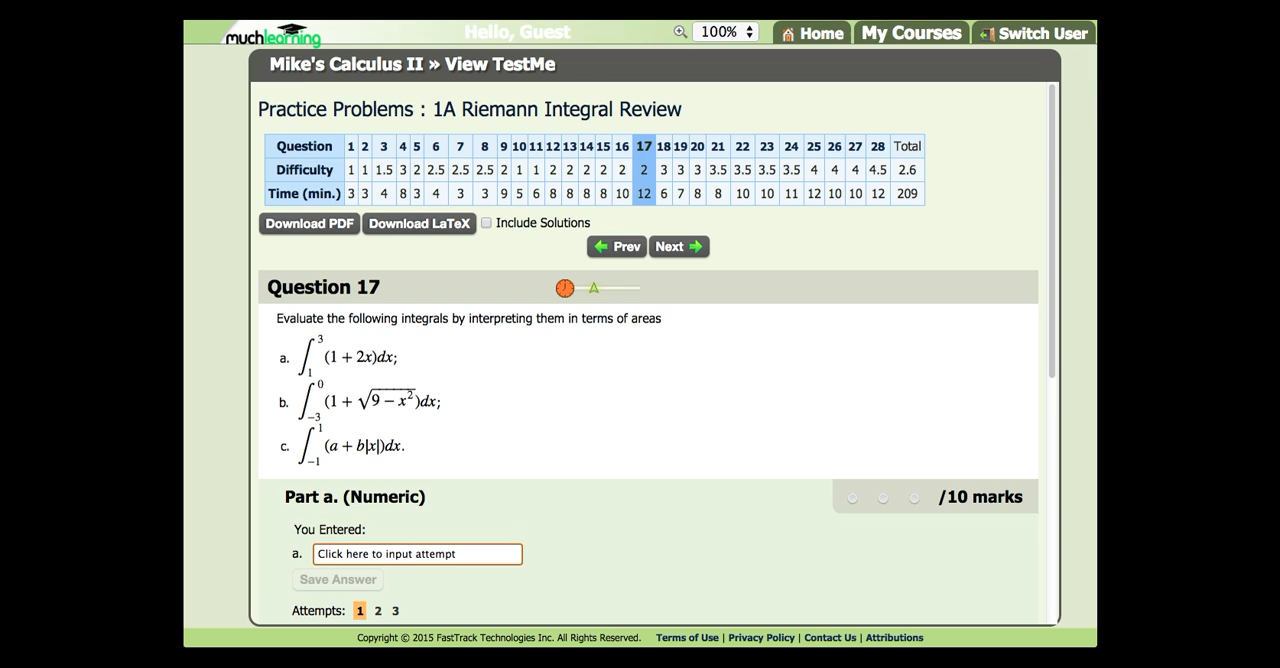 muchlearning Hello, Guest 100% Home My Courses Switch User
Mike's Calculus II » View TestMe
Practice Problems : 1A Riemann Integral Review
Question 1 2 3 4 5 6 7 8 9 10 11 12 13 14 15 16 17 18 19 20 21 22 23 24 25 26 27 28 Total
Difficulty 1 1 1.5 3 2 2.5 2.5 2.5 2 1 1 2 2 2 2 2 2 3 3 3 3.5 3.5 3.5 3.5 4 4 4 4.5 2.6
Time (min.) 3 3 4 8 3 4 3 3 9 5 6 8 8 8 8 10 12 6 7 8 8 10 10 11 12 10 10 12 209
Download PDF Download LaTeX Include Solutions
Prev Next
Question 17 A
Evaluate the following integrals by interpreting them in terms of areas
a. ∫₁³ (1 + 2x)dx;
b. ∫₋₃⁰ (1 + √(9 − x²))dx;
c. ∫₋₁¹ (a + b|x|)dx.
Part a. (Numeric) /10 marks
You Entered:
a. Click here to input attempt
Save Answer
Attempts: 1 2 3
Copyright © 2015 FastTrack Technologies Inc. All Rights Reserved. Terms of Use | Privacy Policy | Contact Us | Attributions